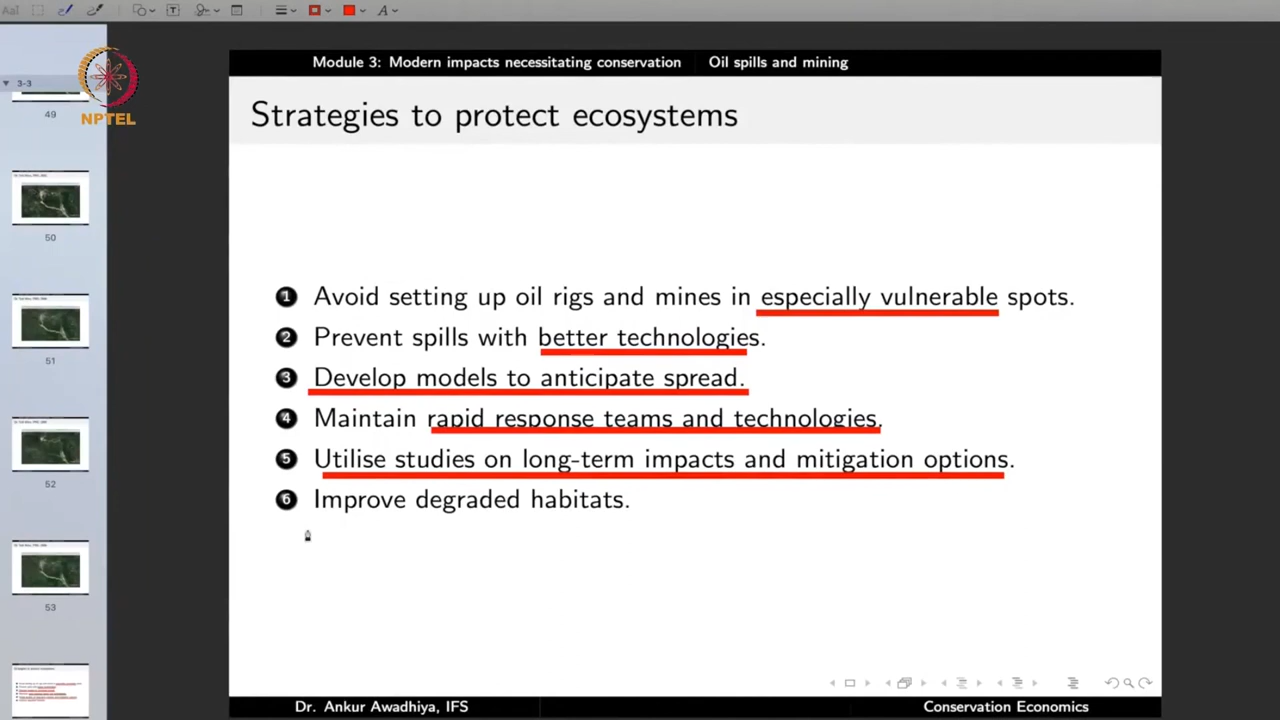 3-3
49
NPTEL
50
51
52
53
Module 3: Modern impacts necessitating conservation Oil spills and mining
Strategies to protect ecosystems
1 Avoid setting up oil rigs and mines in especially vulnerable spots.
2 Prevent spills with better technologies.
3 Develop models to anticipate spread.
4 Maintain rapid response teams and technologies.
5 Utilise studies on long-term impacts and mitigation options.
6 Improve degraded habitats.
Dr. Ankur Awadhiya, IFS Conservation Economics